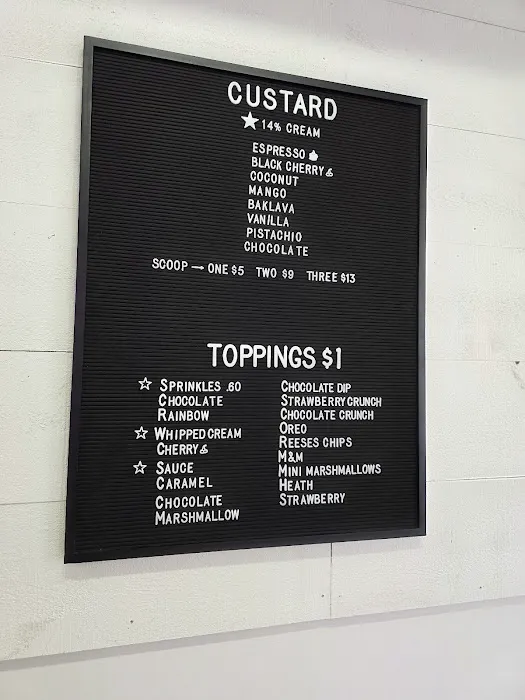 CUSTARD
14% CREAM
ESPRESSO
BLACK CHERRY
COCONUT
MANGO
BAKLAVA
VANILLA
PISTACHIO
CHOCOLATE
SCOOP → ONE $5 TWO $9 THREE $13
TOPPINGS $1
SPRINKLES .60
CHOCOLATE
RAINBOW
WHIPPED CREAM
CHERRY
SAUCE
CARAMEL
CHOCOLATE
MARSHMALLOW
CHOCOLATE DIP
STRAWBERRY CRUNCH
CHOCOLATE CRUNCH
OREO
REESES CHIPS
M&M
MINI MARSHMALLOWS
HEATH
STRAWBERRY